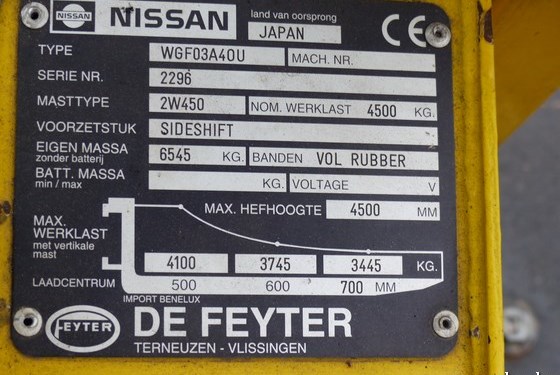 NISSAN
NISSAN land van oorsprong
JAPAN
CE
TYPE WGF03A40U MACH. NR.
SERIE NR. 2296
MASTTYPE 2W450 NOM. WERKLAST 4500 KG.
VOORZETSTUK SIDESHIFT
EIGEN MASSA 6545 KG. BANDEN VOL RUBBER
zonder batterij
BATT. MASSA KG. VOLTAGE V
min / max
MAX. HEFHOOGTE 4500 MM
MAX.
WERKLAST
met vertikale
mast
4100 3745 3445 KG.
LAADCENTRUM 500 600 700 MM
IMPORT BENELUX
FEYTER DE FEYTER
TERNEUZEN - VLISSINGEN